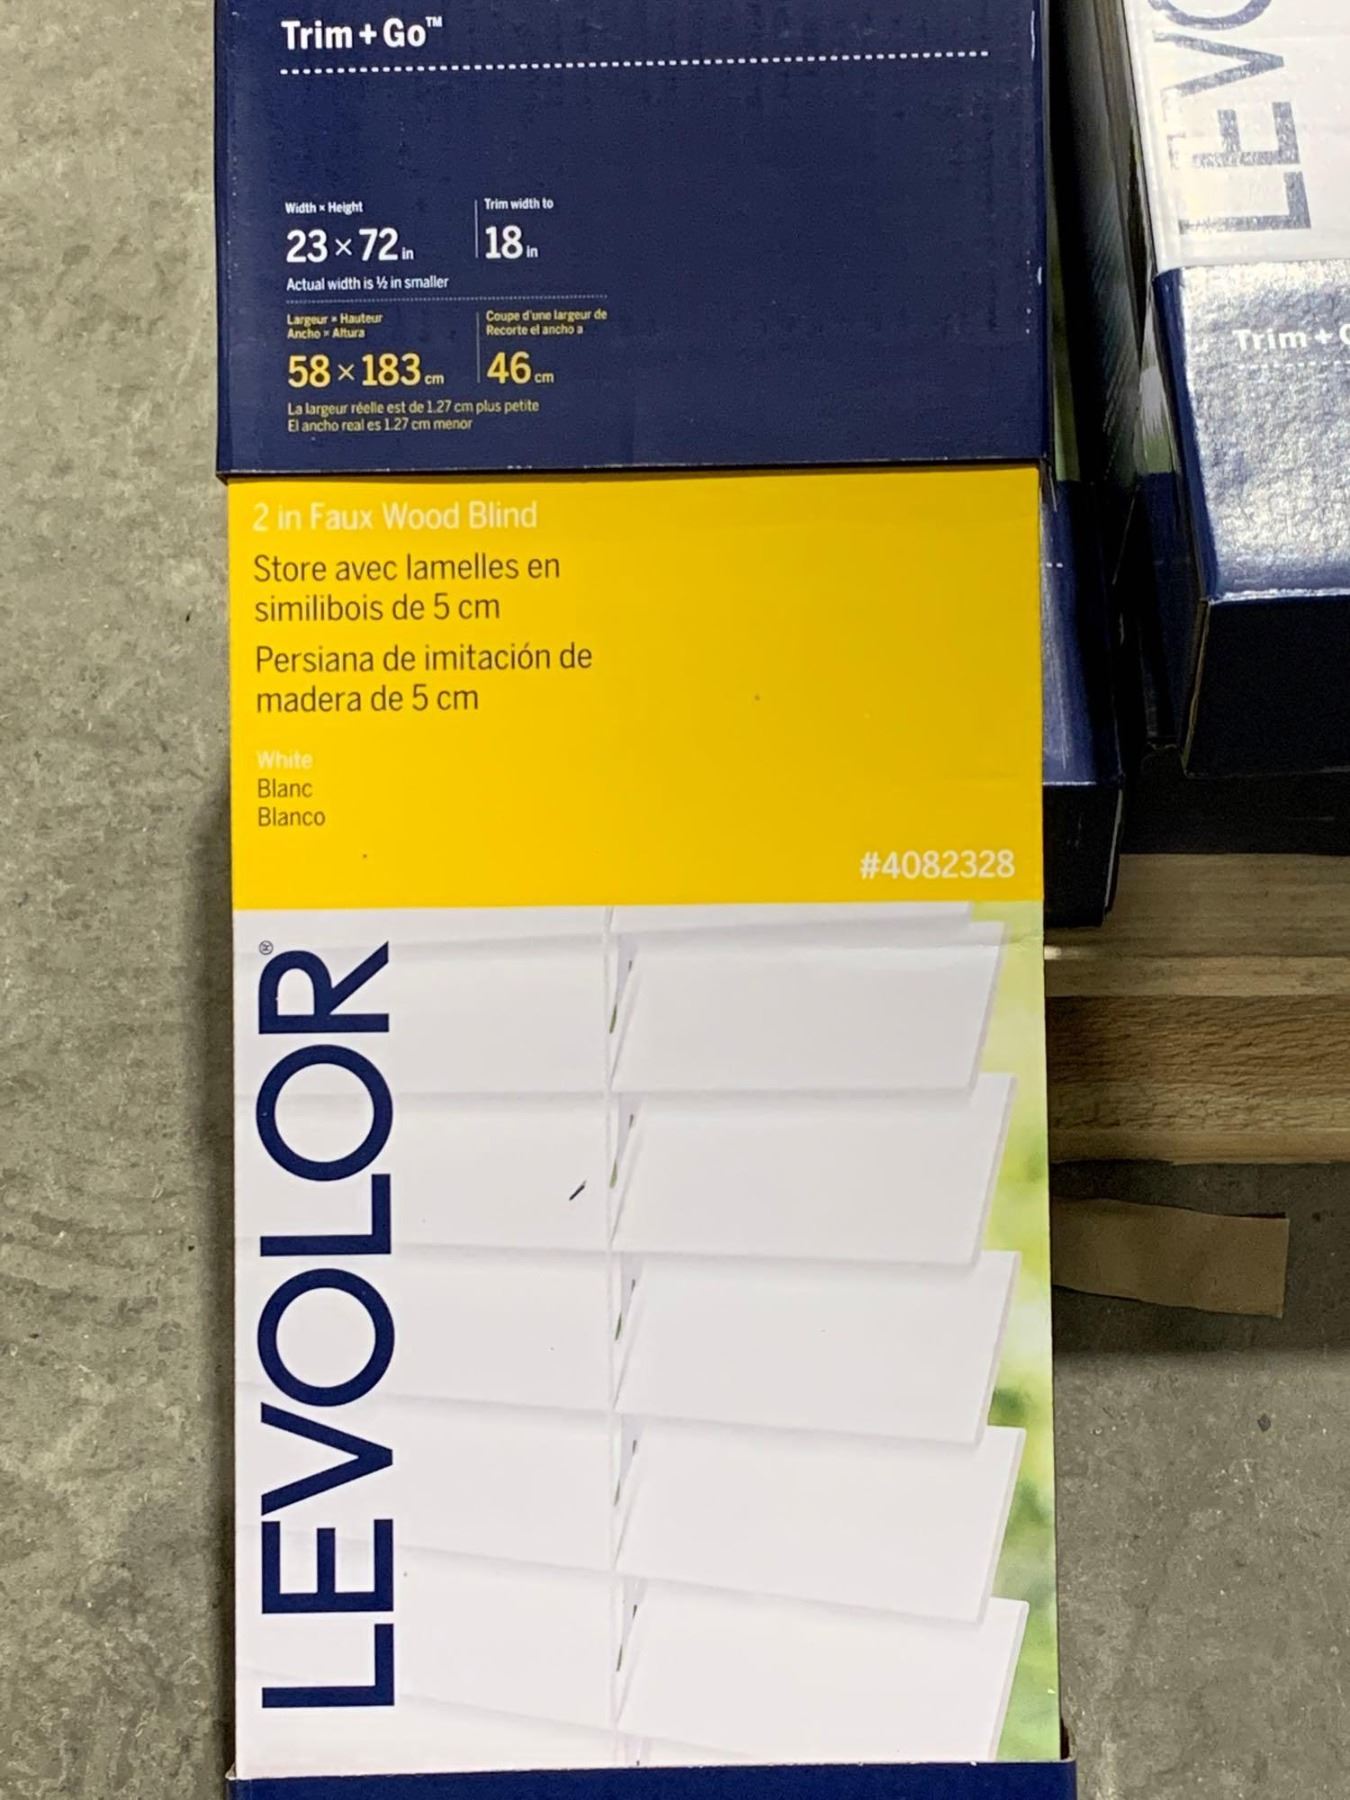 Trim + Go™
Width × Height
23 × 72 in
Actual width is ½ in smaller
Trim width to
18 in
Largeur × Hauteur
Ancho × Altura
58 × 183 cm
Coupe d'une largeur de
Recorte el ancho a
46 cm
La largeur réelle est de 1.27 cm plus petite
El ancho real es 1.27 cm menor
2 in Faux Wood Blind
Store avec lamelles en
similibois de 5 cm
Persiana de imitación de
madera de 5 cm
White
Blanc
Blanco
#4082328
LEVOLOR®
LEVO
Trim + G